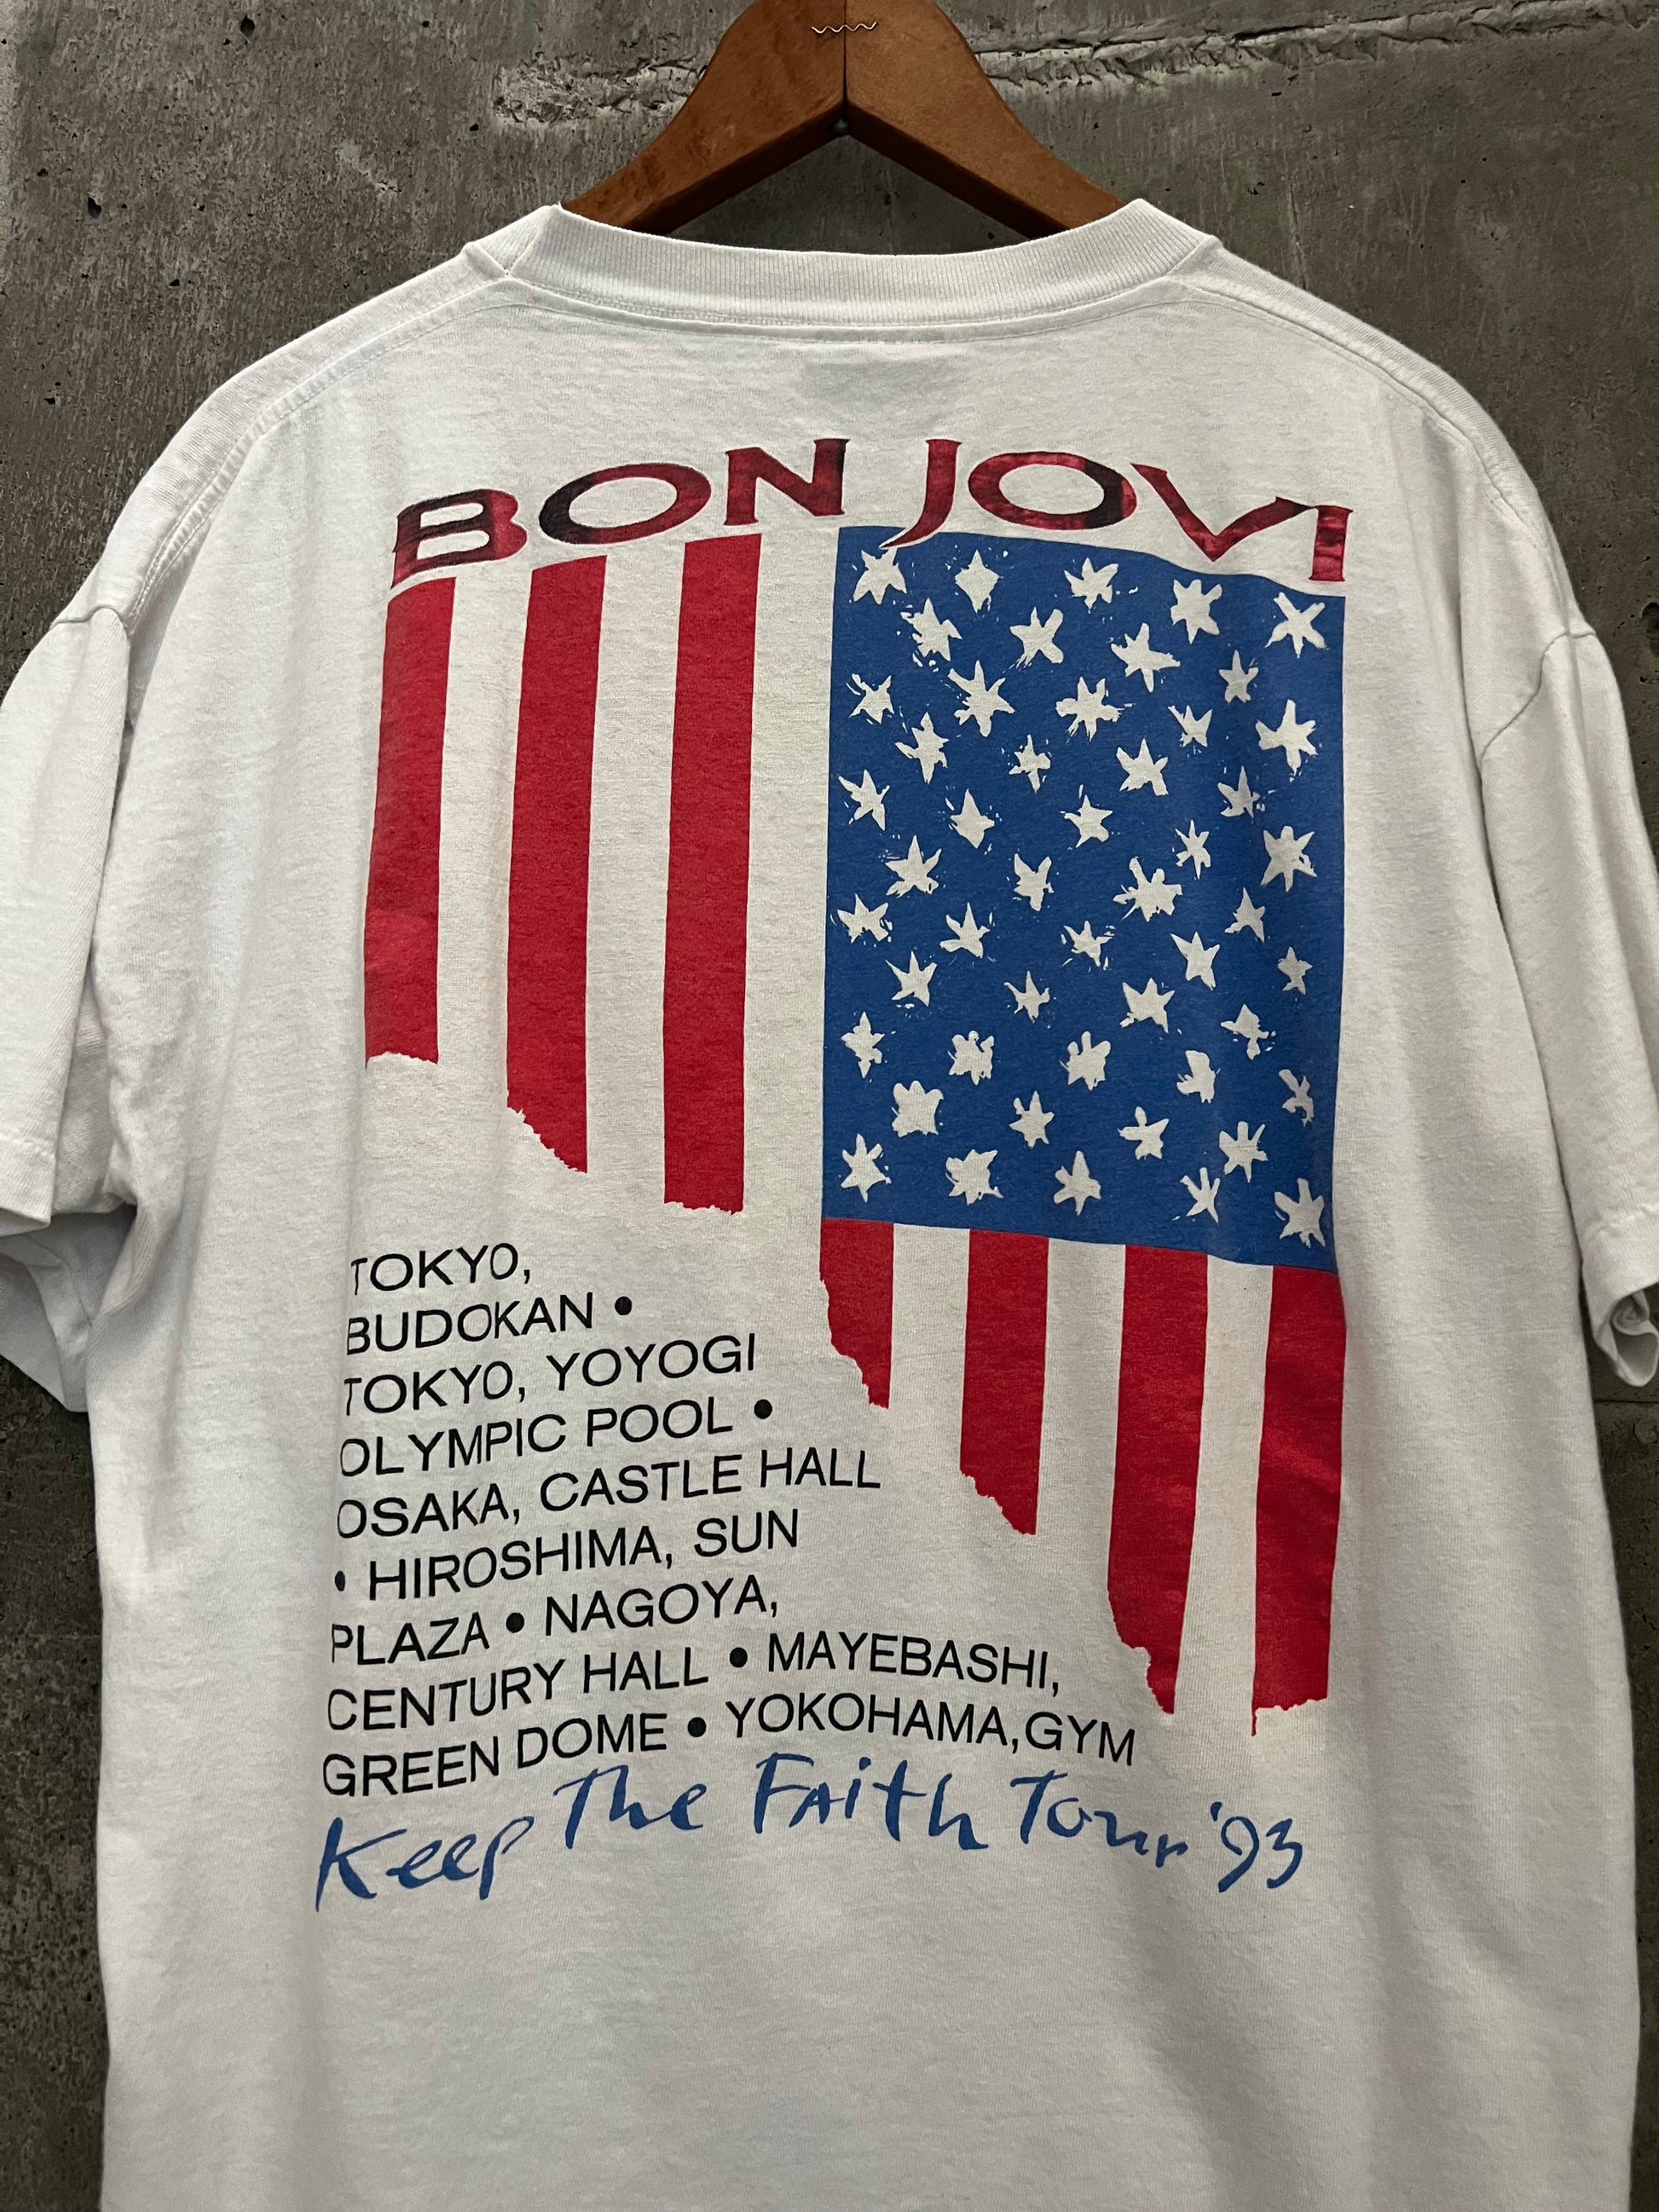 BON JOVI
TOKYO,
BUDOKAN •
TOKYO, YOYOGI
OLYMPIC POOL •
OSAKA, CASTLE HALL
• HIROSHIMA, SUN
PLAZA • NAGOYA,
CENTURY HALL • MAYEBASHI,
GREEN DOME • YOKOHAMA,GYM
Keep The Faith Tour '93